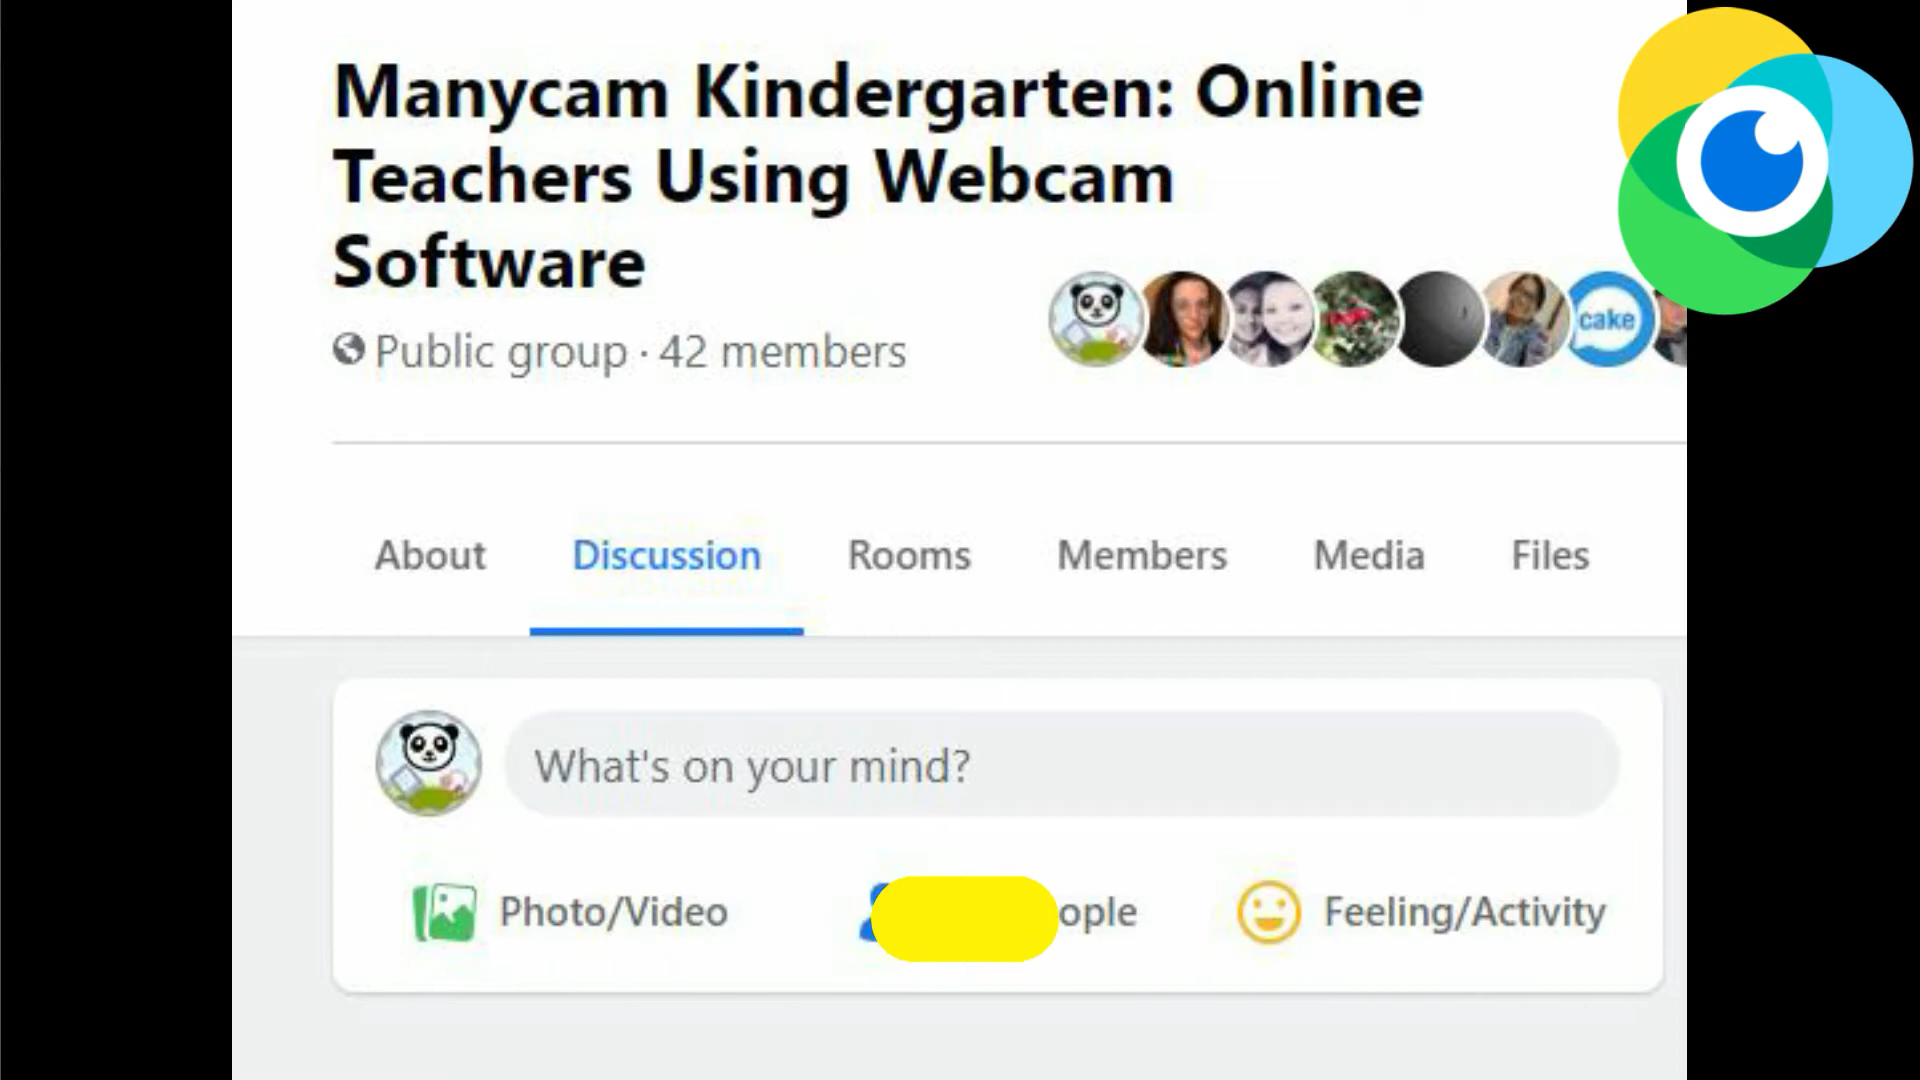 Manycam Kindergarten: Online
Teachers Using Webcam
Software
Public group · 42 members
cake
About Discussion Rooms Members Media Files
What's on your mind?
Photo/Video ople Feeling/Activity